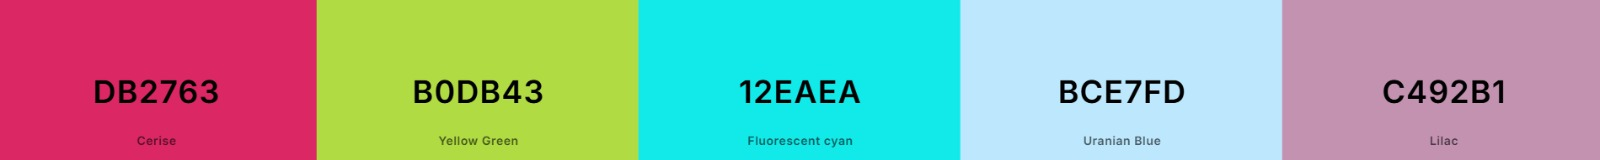 DB2763
Cerise
B0DB43
Yellow Green
12EAEA
Fluorescent cyan
BCE7FD
Uranian Blue
C492B1
Lilac